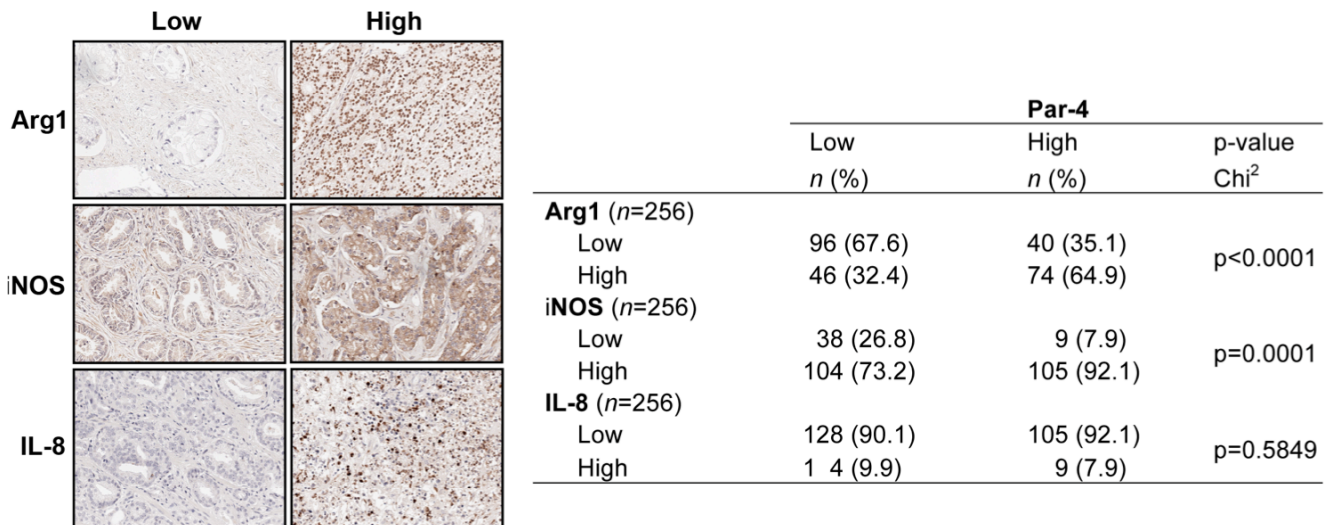 Low High
Arg1
iNOS
IL-8
Par-4
Low High p-value
n (%) n (%) Chi²
Arg1 (n=256)
Low 96 (67.6) 40 (35.1)
p<0.0001
High 46 (32.4) 74 (64.9)
iNOS (n=256)
Low 38 (26.8) 9 (7.9)
p=0.0001
High 104 (73.2) 105 (92.1)
IL-8 (n=256)
Low 128 (90.1) 105 (92.1)
p=0.5849
High 1 4 (9.9) 9 (7.9)